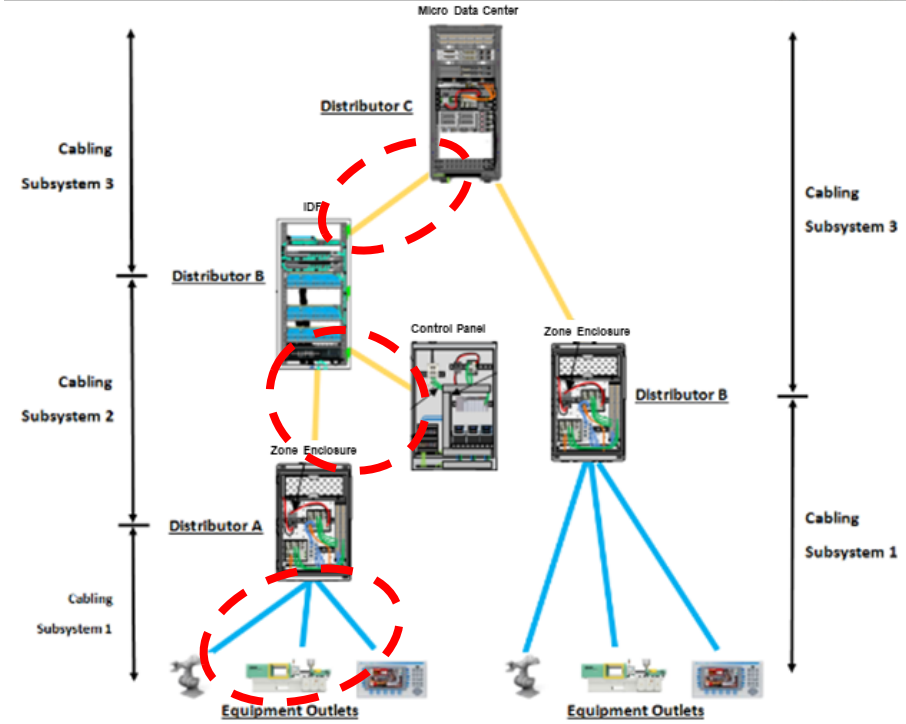 Micro Data Center
Distributor C
Cabling
Subsystem 3
Cabling
Subsystem 3
IDF
Distributor B
Control Panel
Zone Enclosure
Cabling
Subsystem 2
Distributor B
Zone Enclosure
Distributor A
Cabling
Subsystem 1
Cabling
Subsystem 1
Equipment Outlets
Equipment Outlets